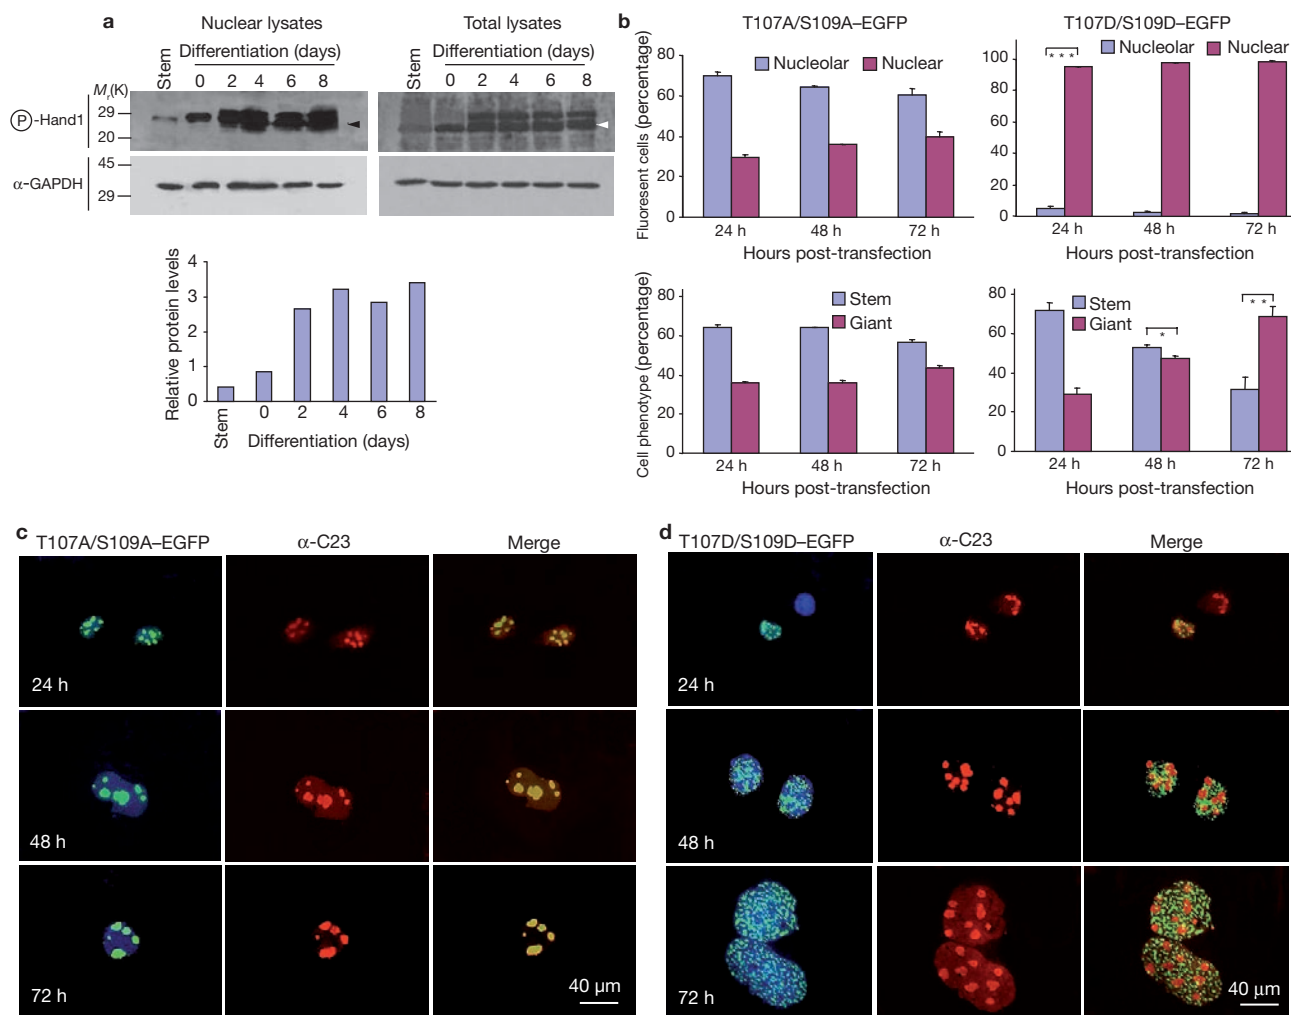 a
Nuclear lysates
Total lysates
Differentiation (days)
Differentiation (days)
Stem 0 2 4 6 8
Stem 0 2 4 6 8
Mr(K)
P-Hand1
29
20
α-GAPDH
45
29
Relative protein levels
4
3
2
1
0
Stem 0 2 4 6 8
Differentiation (days)
b
T107A/S109A–EGFP
T107D/S109D–EGFP
Fluoresent cells (percentage)
80
60
40
20
0
Nucleolar Nuclear
24 h 48 h 72 h
Hours post-transfection
100
80
60
40
20
0
Nucleolar Nuclear
***
24 h 48 h 72 h
Hours post-transfection
Cell phenotype (percentage)
80
60
40
20
0
Stem
Giant
24 h 48 h 72 h
Hours post-transfection
80
60
40
20
0
Stem
Giant
*
**
24 h 48 h 72 h
Hours post-transfection
c
T107A/S109A–EGFP α-C23 Merge
24 h
48 h
72 h
40 µm
d
T107D/S109D–EGFP α-C23 Merge
24 h
48 h
72 h
40 µm